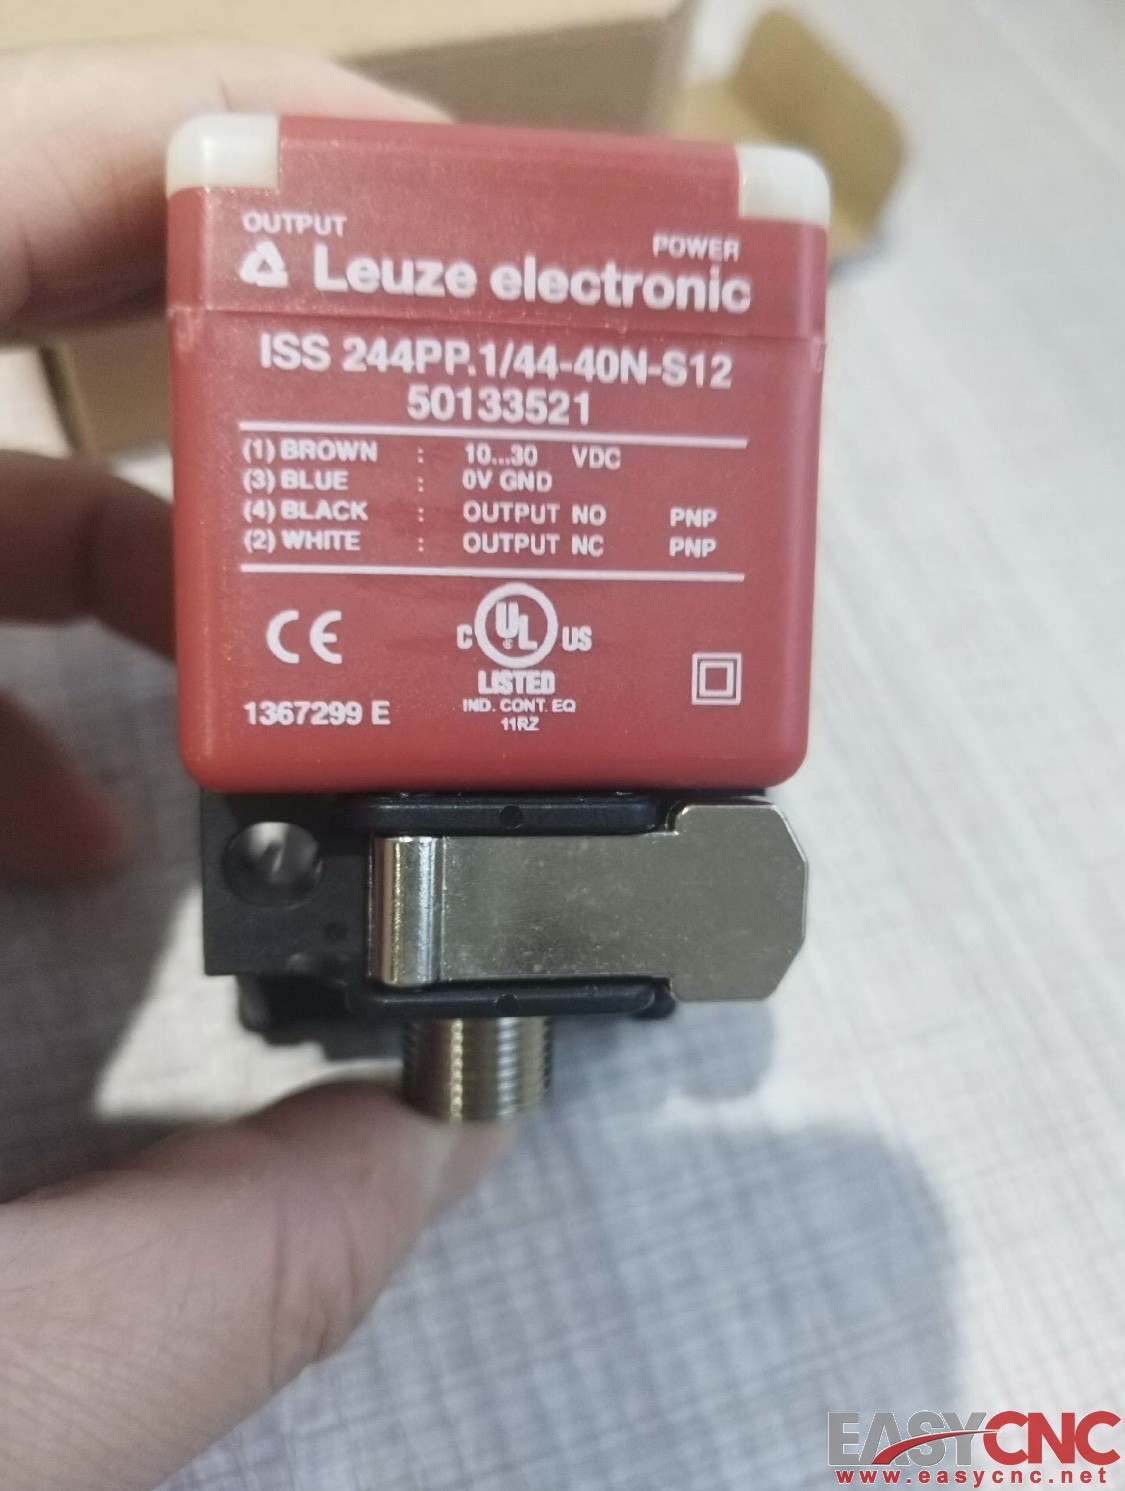 OUTPUT
POWER
Leuze electronic
ISS 244PP.1/44-40N-S12
50133521
(1) BROWN : 10...30 VDC
(3) BLUE : 0V GND
(4) BLACK : OUTPUT NO PNP
(2) WHITE : OUTPUT NC PNP
CE
C UL US
LISTED
IND. CONT. EQ
11RZ
1367299 E
EASYCNC
www.easycnc.net